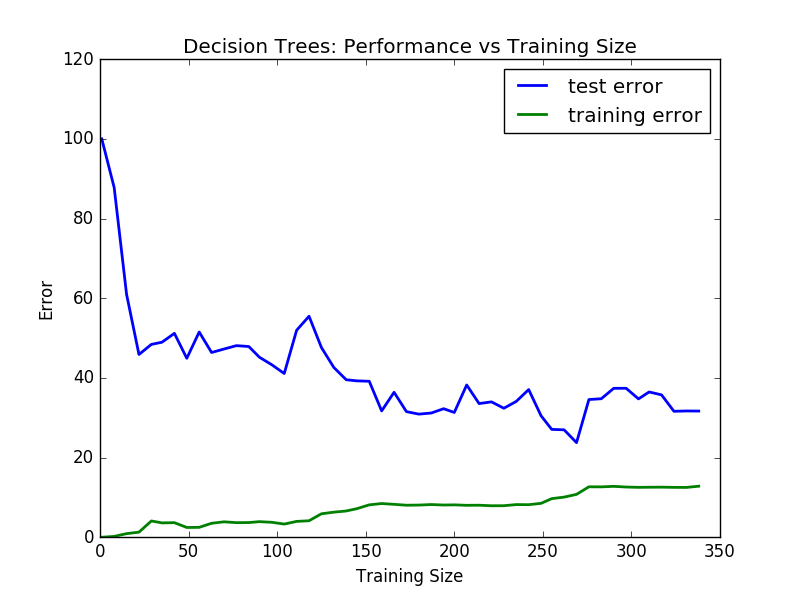 Decision Trees: Performance vs Training Size
120
100
80
60
40
20
0
Error
test error
training error
0 50 100 150 200 250 300 350
Training Size